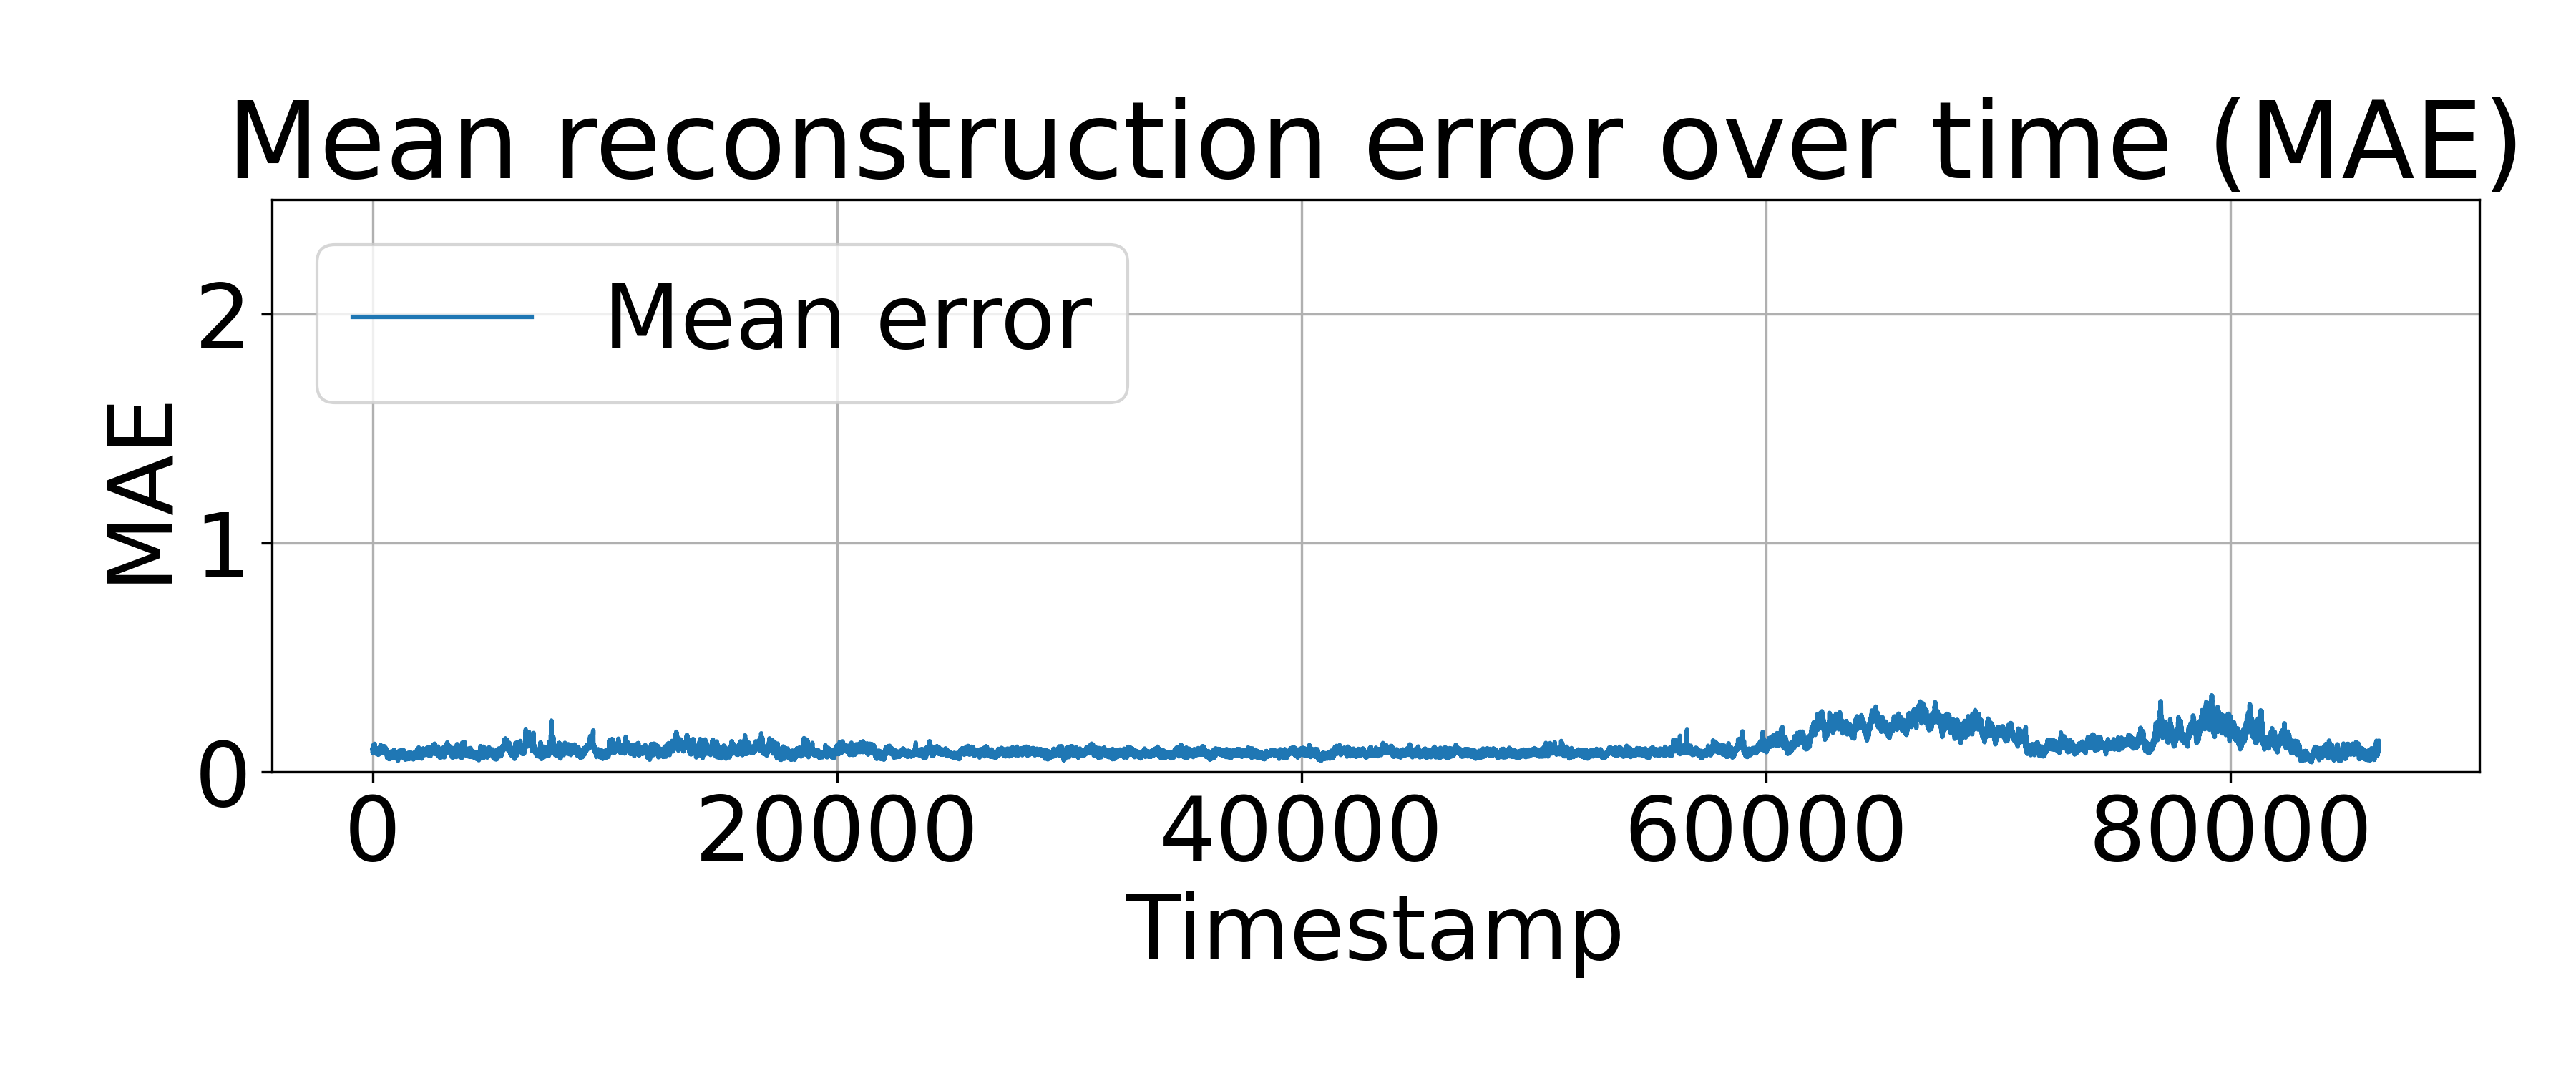 Mean reconstruction error over time (MAE)
Mean error
2
1
0
MAE
0 20000 40000 60000 80000
Timestamp